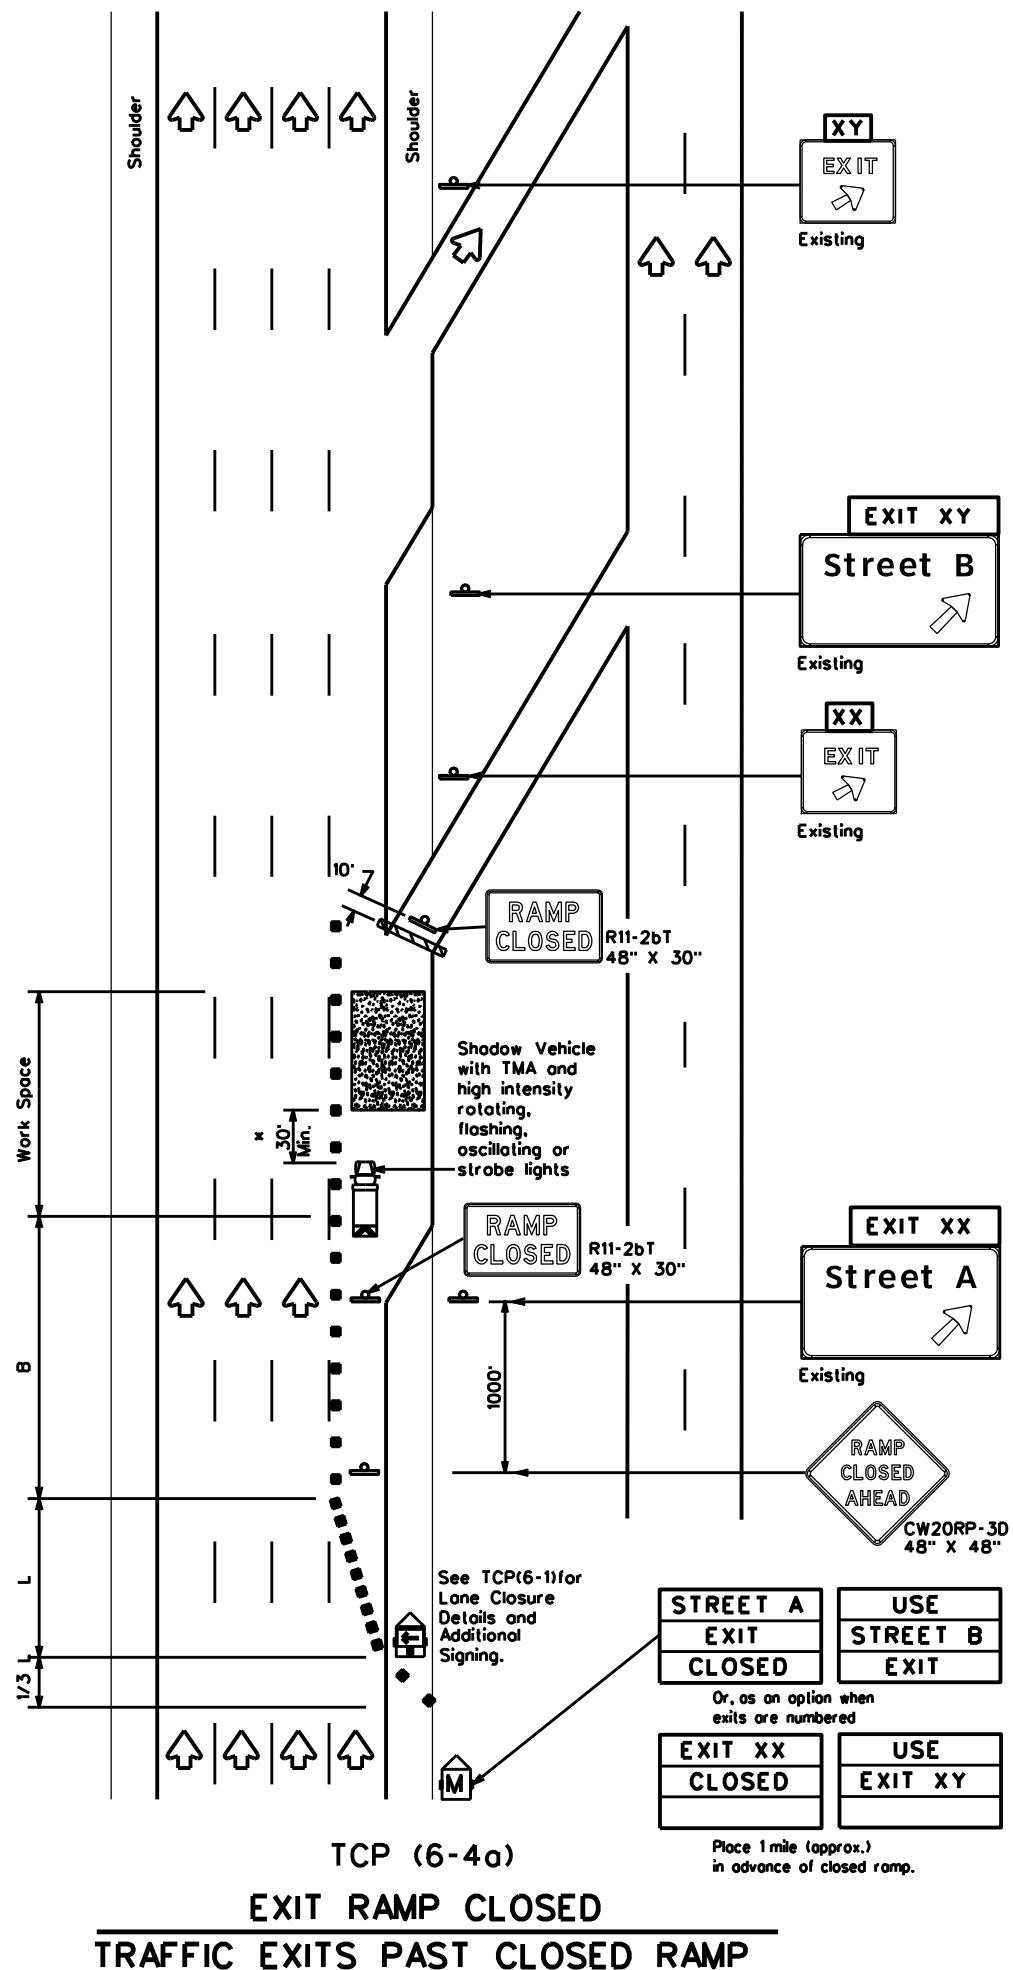 Shoulder
Shoulder
XY
EXIT
Existing
EXIT XY
Street B
Existing
XX
EXIT
Existing
10'
RAMP
CLOSED
R11-2bT
48" X 30"
Work Space
Shadow Vehicle
with TMA and
high intensity
rotating,
flashing,
oscillating or
strobe lights
x
30'
Min.
RAMP
CLOSED
R11-2bT
48" X 30"
EXIT XX
Street A
Existing
B
1000'
RAMP
CLOSED
AHEAD
CW20RP-3D
48" X 48"
L
See TCP(6-1)for
Lane Closure
Details and
Additional
Signing.
1/3 L
STREET A
EXIT
CLOSED
USE
STREET B
EXIT
Or, as an option when
exits are numbered
EXIT XX
CLOSED
USE
EXIT XY
M
Place 1 mile (approx.)
in advance of closed ramp.
TCP (6-4a)
EXIT RAMP CLOSED
TRAFFIC EXITS PAST CLOSED RAMP